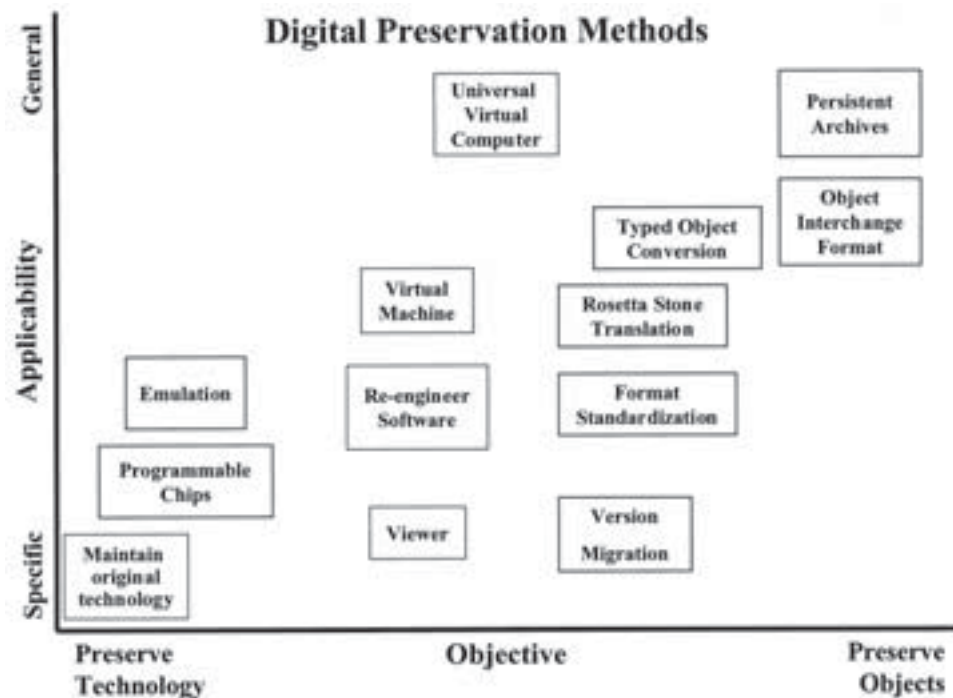 Digital Preservation Methods
General
Applicability
Specific
Universal
Virtual
Computer
Persistent
Archives
Object
Interchange
Format
Typed Object
Conversion
Virtual
Machine
Rosetta Stone
Translation
Emulation
Re-engineer
Software
Format
Standardization
Programmable
Chips
Viewer
Version
Migration
Maintain
original
technology
Preserve
Technology
Objective
Preserve
Objects